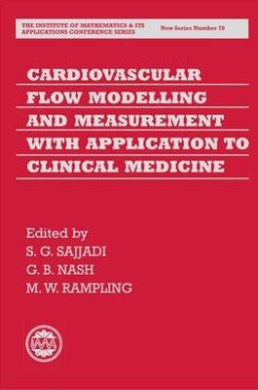 THE INSTITUTE OF MATHEMATICS & ITS
APPLICATIONS CONFERENCE SERIES
New Series Number 70
CARDIOVASCULAR
FLOW MODELLING
AND MEASUREMENT
WITH APPLICATION TO
CLINICAL MEDICINE
Edited by
S. G. SAJJADI
G. B. NASH
M. W. RAMPLING